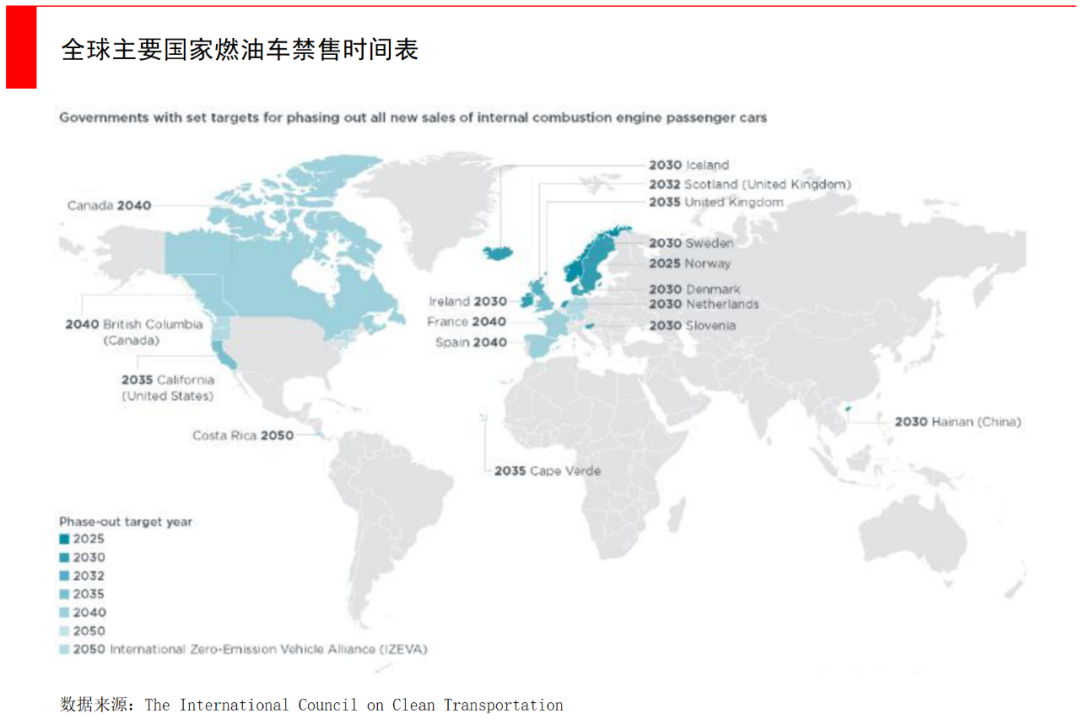 全球主要国家燃油车禁售时间表
Governments with set targets for phasing out all new sales of internal combustion engine passenger cars
2030 Iceland
2032 Scotland (United Kingdom)
2035 United Kingdom
Canada 2040
2030 Sweden
2025 Norway
2030 Denmark
Ireland 2030
2030 Netherlands
France 2040
2040 British Columbia
(Canada)
2030 Slovenia
Spain 2040
2035 California
(United States)
2030 Hainan (China)
Costa Rica 2050
2035 Cape Verde
Phase-out target year
2025
2030
2032
2035
2040
2050
2050 International Zero-Emission Vehicle Alliance (IZEVA)
数据来源：The International Council on Clean Transportation